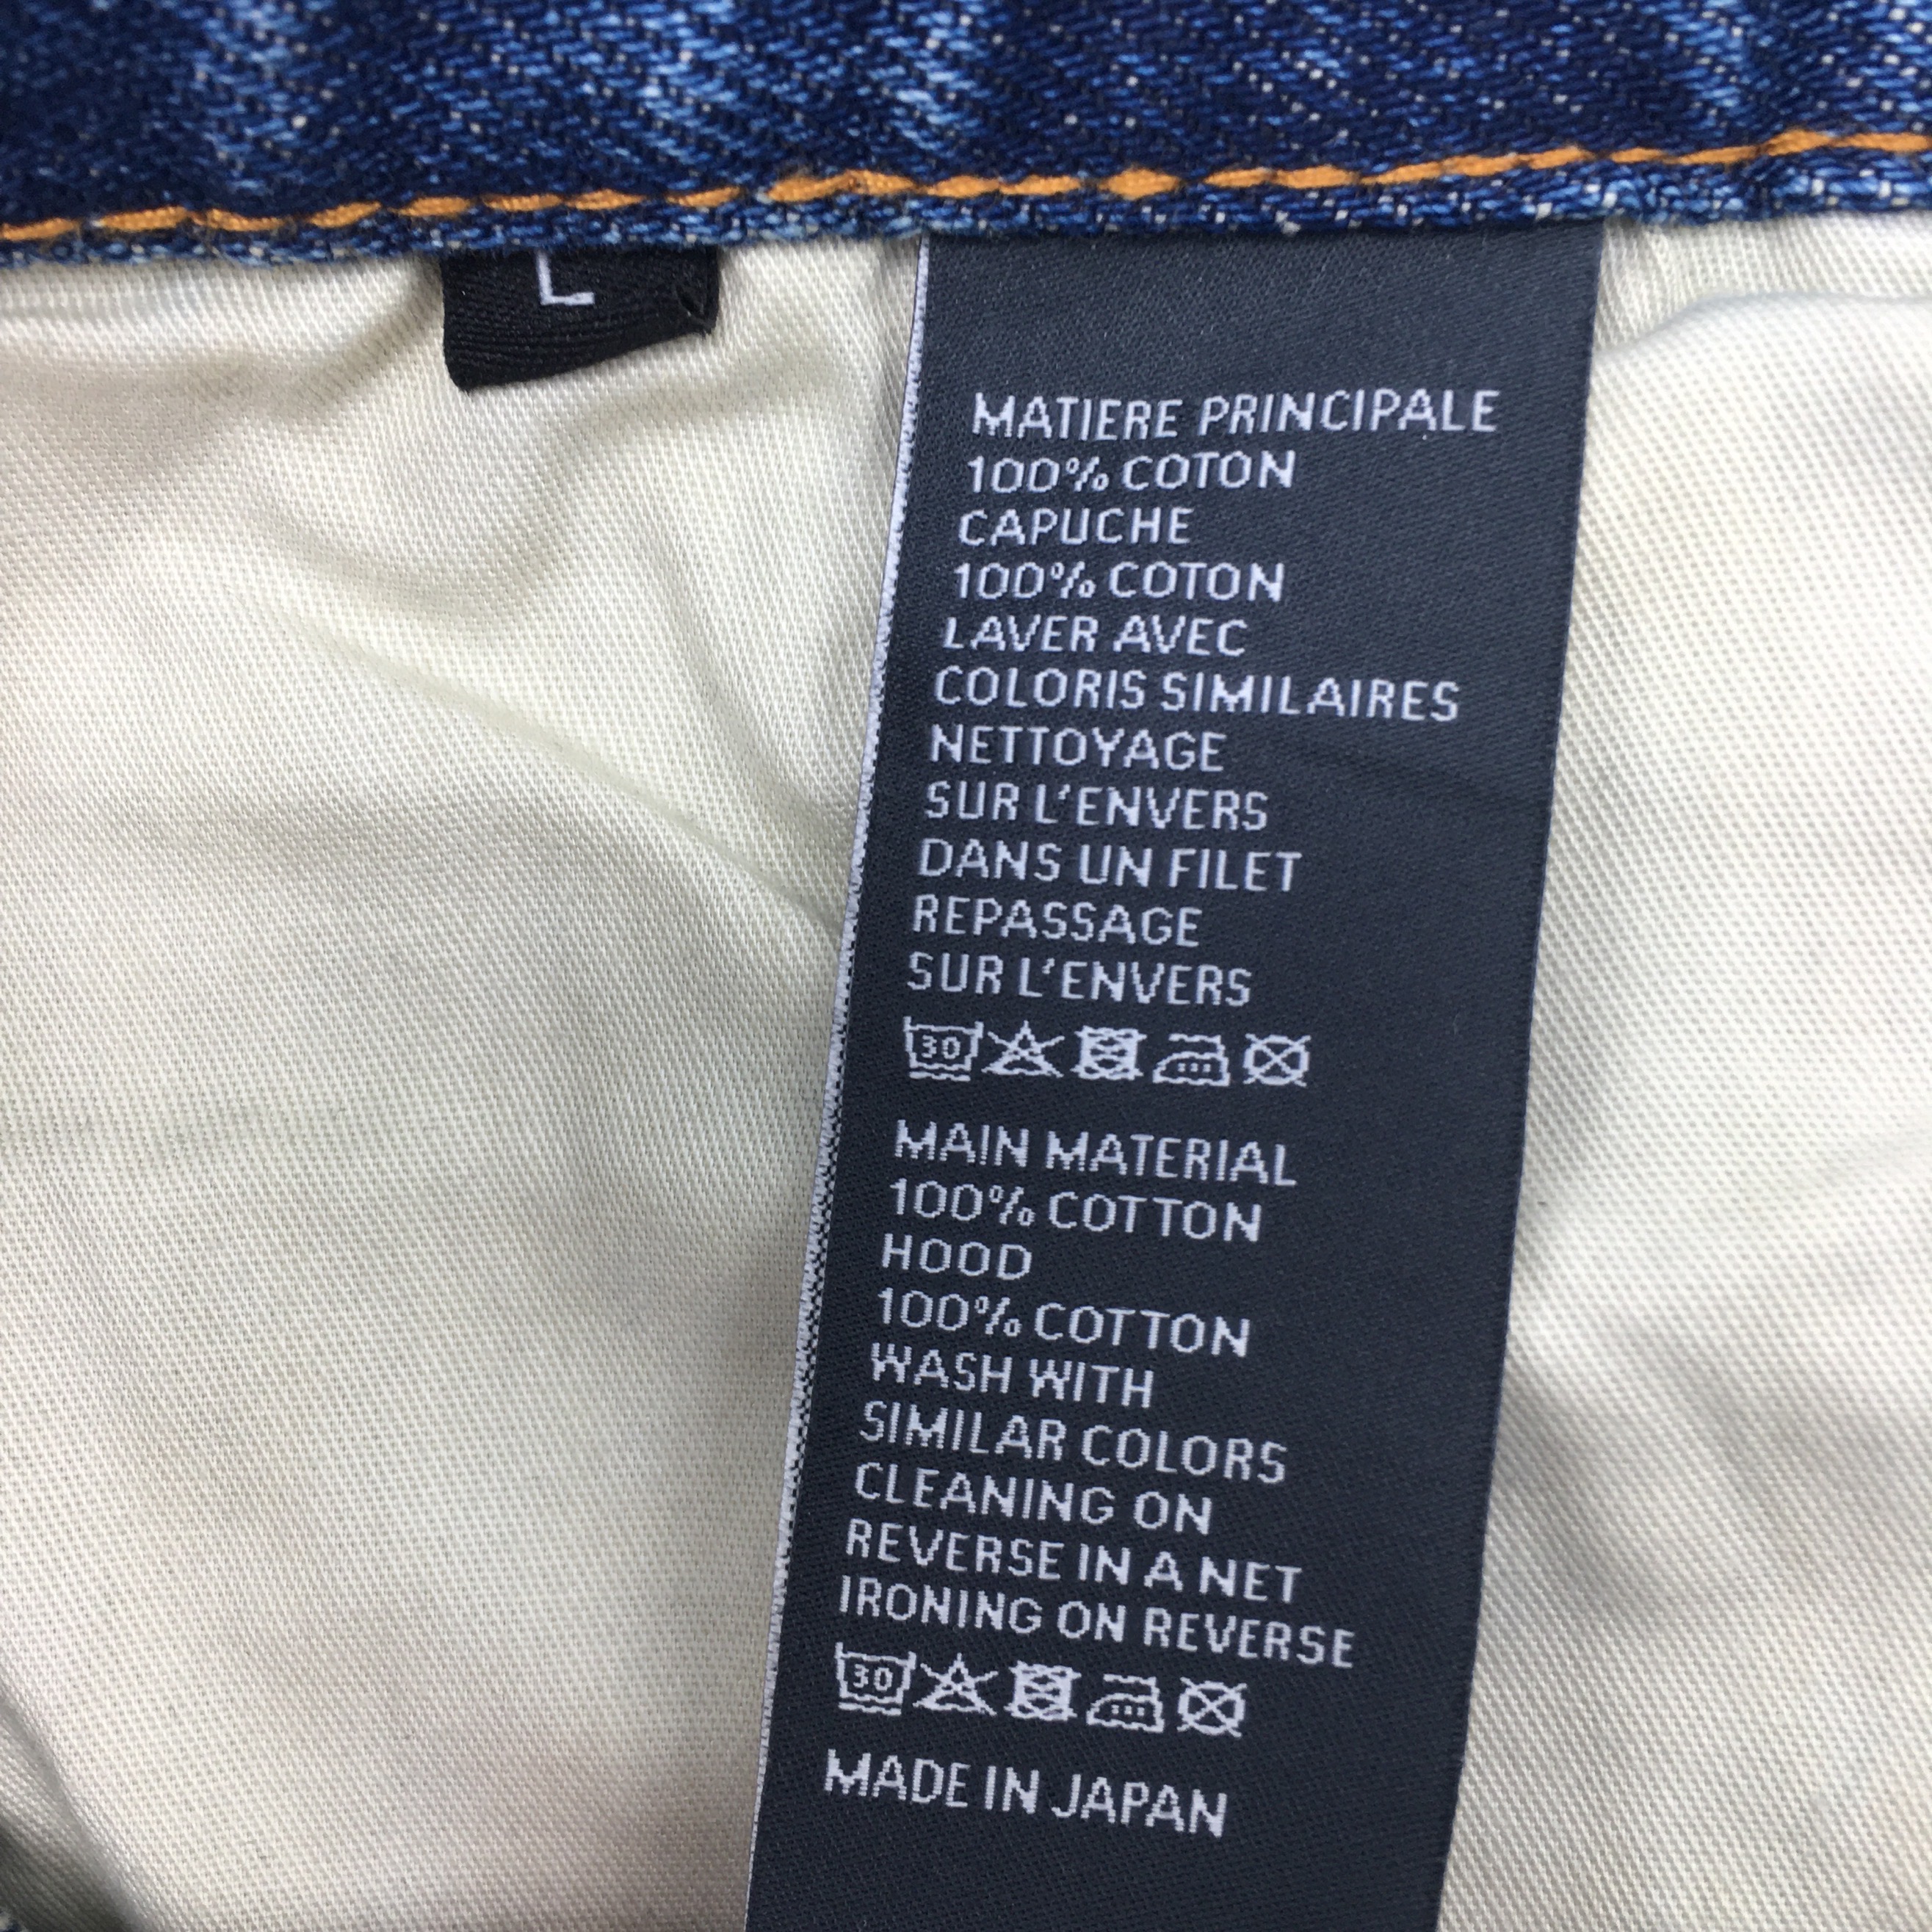 L
MATIERE PRINCIPALE
100% COTON
CAPUCHE
100% COTON
LAVER AVEC
COLORIS SIMILAIRES
NETTOYAGE
SUR L'ENVERS
DANS UN FILET
REPASSAGE
SUR L'ENVERS
30
MAIN MATERIAL
100% COTTON
HOOD
100% COTTON
WASH WITH
SIMILAR COLORS
CLEANING ON
REVERSE IN A NET
IRONING ON REVERSE
30
MADE IN JAPAN